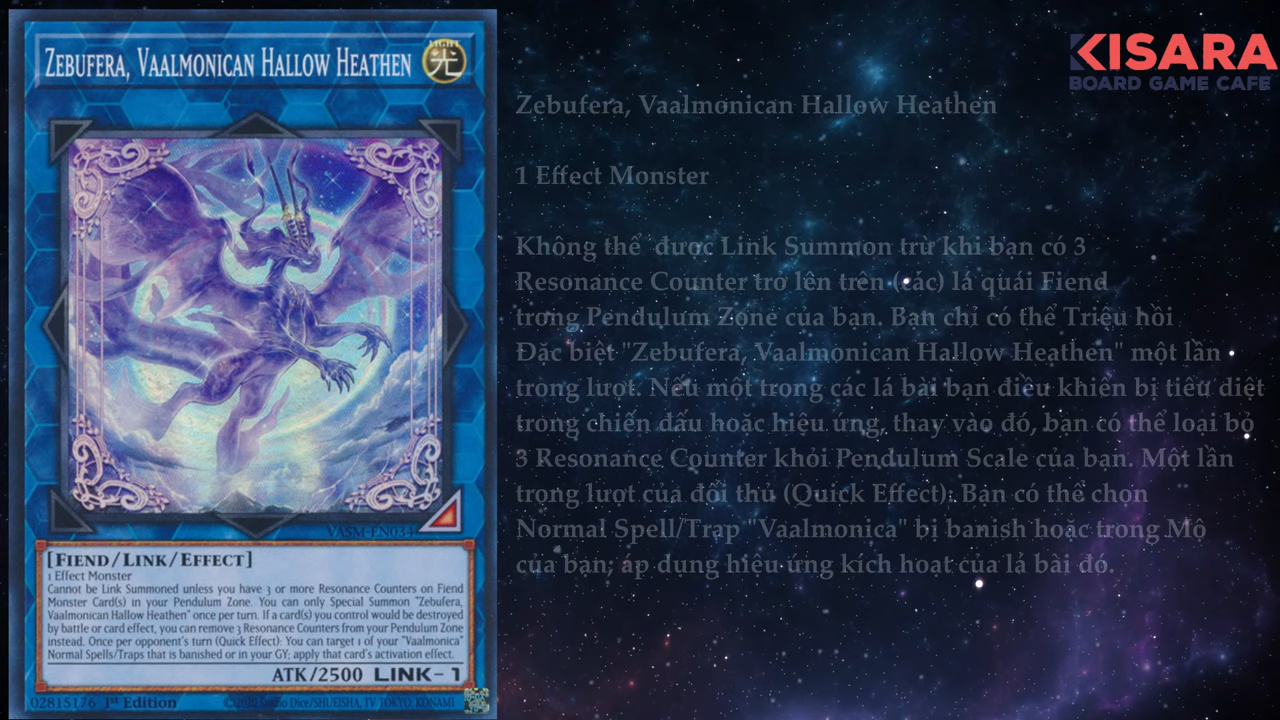 ZEBUFERA, VAALMONICAN HALLOW HEATHEN
LIGHT
光
VASM-EN034
[FIEND/LINK/EFFECT]
1 Effect Monster
Cannot be Link Summoned unless you have 3 or more Resonance Counters on Fiend
Monster Card(s) in your Pendulum Zone. You can only Special Summon "Zebufera,
Vaalmonican Hallow Heathen" once per turn. If a card(s) you control would be destroyed
by battle or card effect, you can remove 3 Resonance Counters from your Pendulum Zone
instead. Once per opponent's turn (Quick Effect): You can target 1 of your "Vaalmonica"
Normal Spells/Traps that is banished or in your GY; apply that card's activation effect.
ATK/2500 LINK-1
02815176 1st Edition
©2020 Studio Dice/SHUEISHA, TV TOKYO, KONAMI
KISARA
BOARD GAME CAFE
Zebufera, Vaalmonican Hallow Heathen
1 Effect Monster
Không thể được Link Summon trừ khi bạn có 3
Resonance Counter trở lên trên (các) lá quái Fiend
trong Pendulum Zone của bạn. Bạn chỉ có thể Triệu hồi
Đặc biệt "Zebufera, Vaalmonican Hallow Heathen" một lần
trong lượt. Nếu một trong các lá bài bạn điều khiển bị tiêu diệt
trong chiến đấu hoặc hiệu ứng, thay vào đó, bạn có thể loại bỏ
3 Resonance Counter khỏi Pendulum Scale của bạn. Một lần
trong lượt của đối thủ (Quick Effect): Bạn có thể chọn
Normal Spell/Trap "Vaalmonica" bị banish hoặc trong Mộ
của bạn; áp dụng hiệu ứng kích hoạt của lá bài đó.